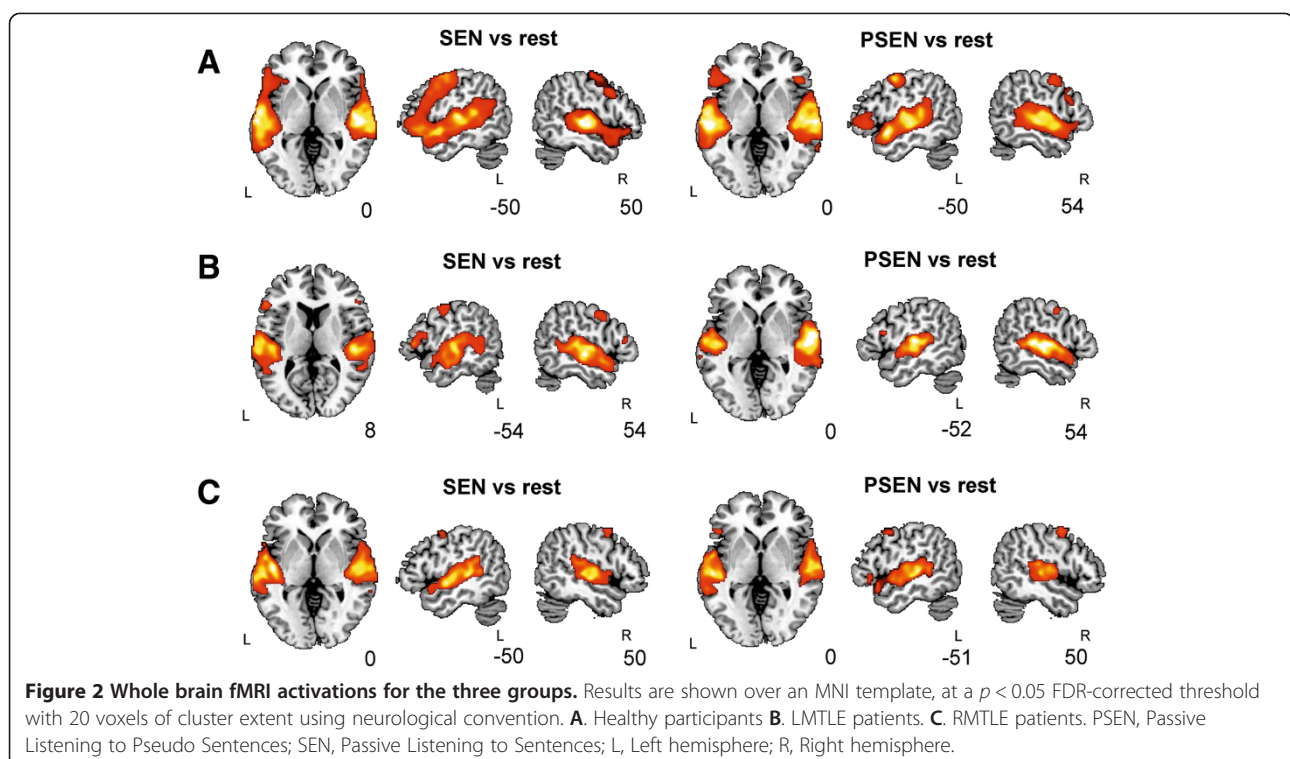 SEN vs rest
PSEN vs rest
A
L
0
L
-50
R
50
L
0
L
-50
R
54
SEN vs rest
PSEN vs rest
B
L
8
L
-54
R
54
L
0
L
-52
R
54
SEN vs rest
PSEN vs rest
C
L
0
L
-50
R
50
L
0
L
-51
R
50
Figure 2 Whole brain fMRI activations for the three groups. Results are shown over an MNI template, at a p < 0.05 FDR-corrected threshold
with 20 voxels of cluster extent using neurological convention. A. Healthy participants B. LMTLE patients. C. RMTLE patients. PSEN, Passive
Listening to Pseudo Sentences; SEN, Passive Listening to Sentences; L, Left hemisphere; R, Right hemisphere.